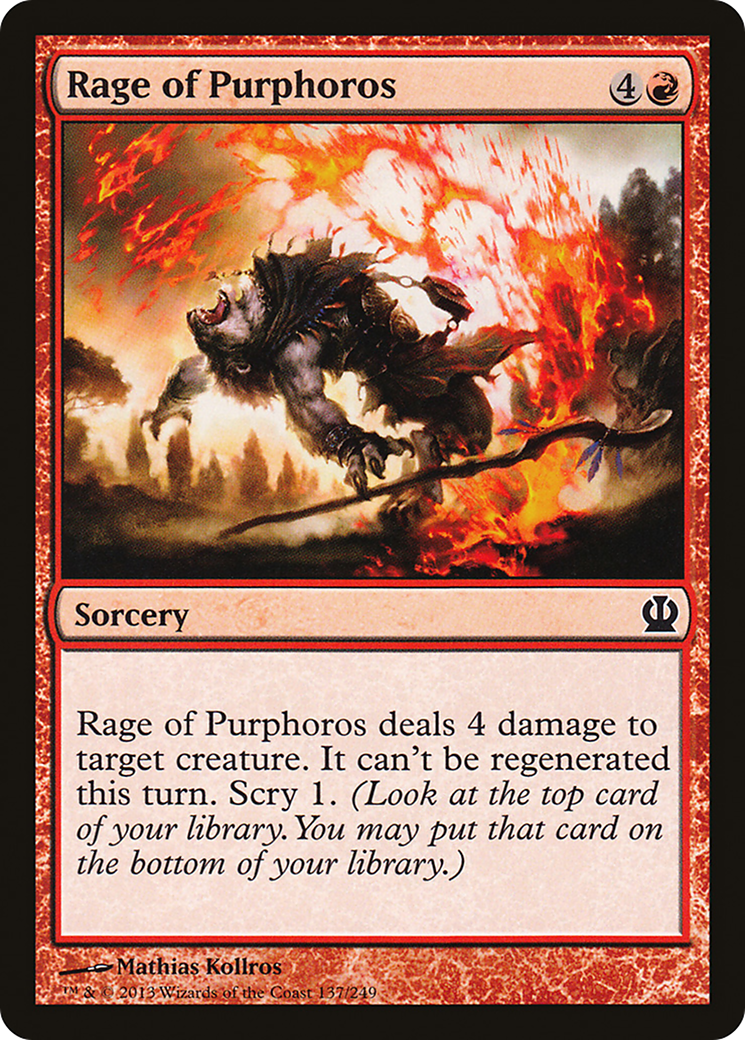 Rage of Purphoros 4
Sorcery
Rage of Purphoros deals 4 damage to
target creature. It can't be regenerated
this turn. Scry 1. (Look at the top card
of your library. You may put that card on
the bottom of your library.)
Mathias Kollros
™ & © 2013 Wizards of the Coast 137/249